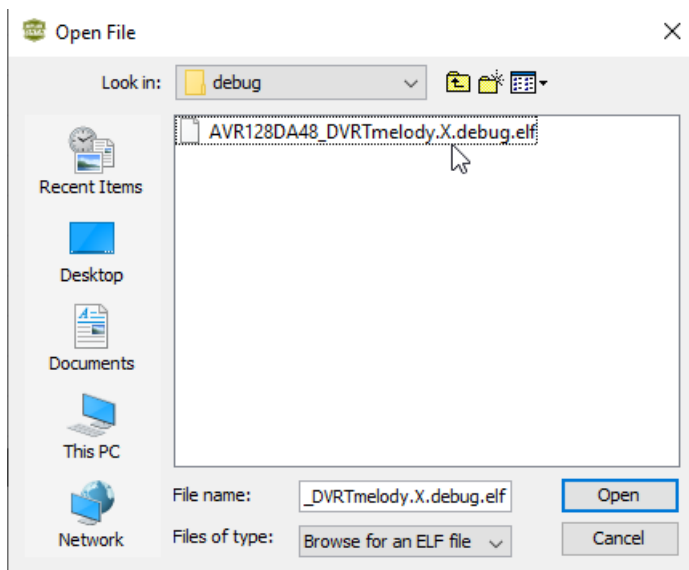 Open File
Look in:
debug
AVR128DA48_DVRTmelody.X.debug.elf
Recent Items
Desktop
Documents
This PC
Network
File name:
_DVRTmelody.X.debug.elf
Open
Files of type:
Browse for an ELF file
Cancel